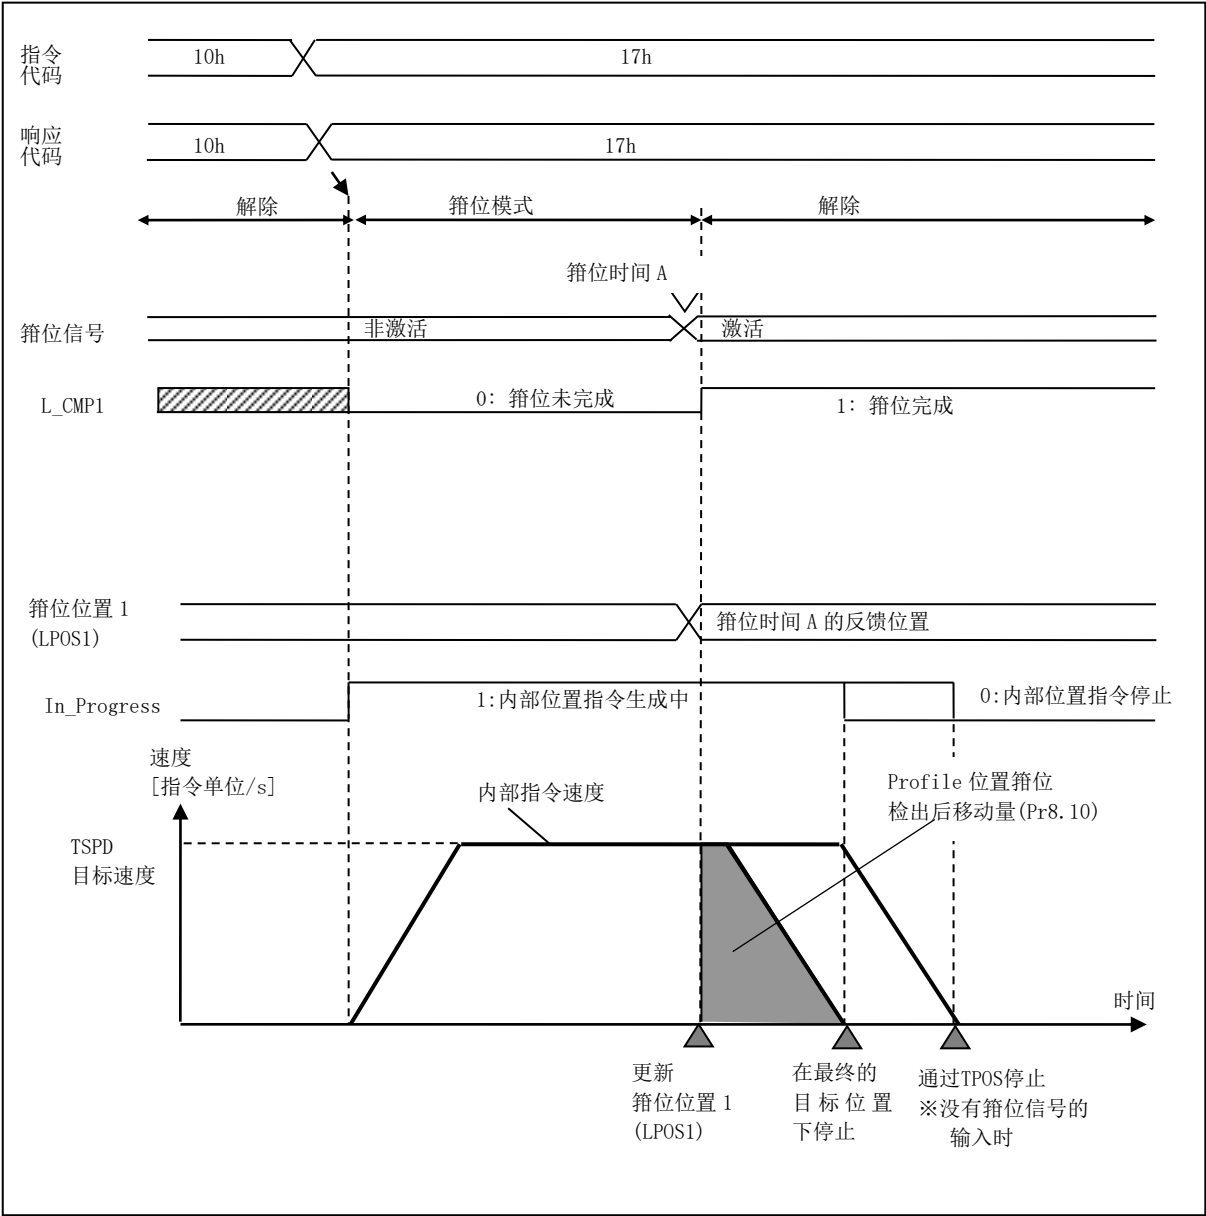 指令
代码
10h
17h
响应
代码
10h
17h
解除
箝位模式
解除
箝位时间 A
箝位信号
非激活
激活
L_CMP1
0: 箝位未完成
1: 箝位完成
箝位位置 1
(LPOS1)
箝位时间 A 的反馈位置
In_Progress
1:内部位置指令生成中
0:内部位置指令停止
速度
[指令单位/s]
内部指令速度
Profile 位置箝位
检出后移动量(Pr8.10)
TSPD
目标速度
时间
更新
箝位位置 1
(LPOS1)
在最终的
目标位置
下停止
通过TPOS停止
※没有箝位信号的
输入时